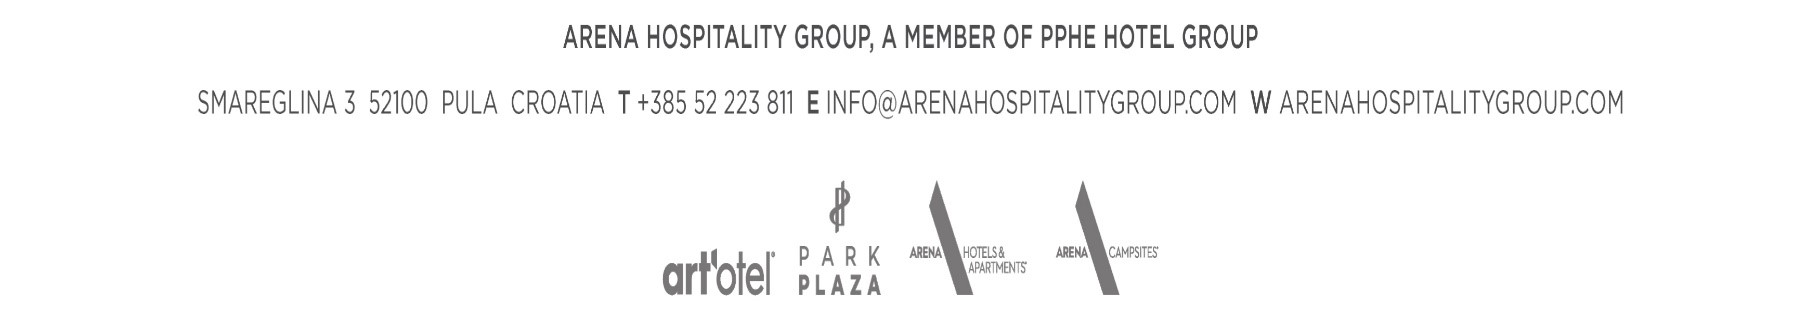 ARENA HOSPITALITY GROUP, A MEMBER OF PPHE HOTEL GROUP
SMAREGLINA 3 52100 PULA CROATIA T +385 52 223 811 E INFO@ARENAHOSPITALITYGROUP.COM W ARENAHOSPITALITYGROUP.COM
art'otel®
PARK
PLAZA
ARENA HOTELS &
APARTMENTS®
ARENA CAMPSITES®